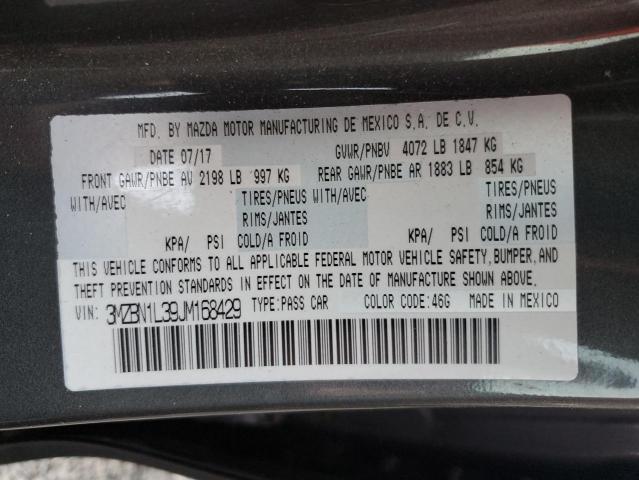 MFD. BY MAZDA MOTOR MANUFACTURING DE MEXICO S.A. DE C.V.
DATE 07/17 GVWR/PNBV 4072 LB 1847 KG
FRONT GAWR/PNBE AV 2198 LB 997 KG REAR GAWR/PNBE AR 1883 LB 854 KG
WITH/AVEC TIRES/PNEUS WITH/AVEC TIRES/PNEUS
RIMS/JANTES RIMS/JANTES
KPA/ PSI COLD/A FROID KPA/ PSI COLD/A FROID
THIS VEHICLE CONFORMS TO ALL APPLICABLE FEDERAL MOTOR VEHICLE SAFETY, BUMPER, AND
THEFT PREVENTION STANDARDS IN EFFECT ON THE DATE OF MANUFACTURE SHOWN ABOVE.
VIN: 3MZBN1L39JM168429 TYPE:PASS CAR COLOR CODE:46G MADE IN MEXICO